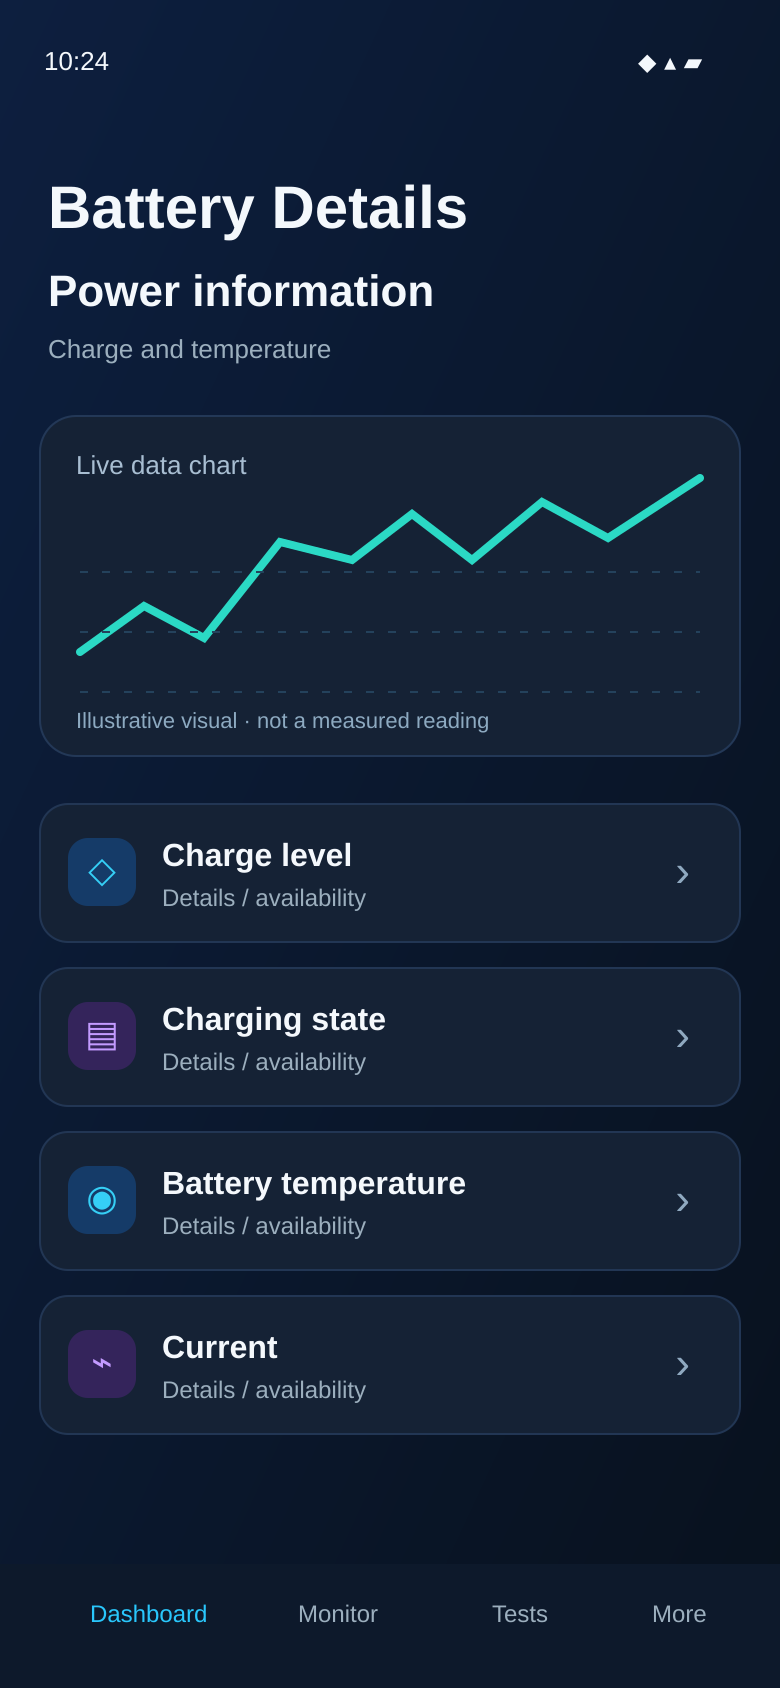 10:24
Battery Details
Power information
Charge and temperature
Live data chart
Illustrative visual · not a measured reading
Charge level
Details / availability
Charging state
Details / availability
Battery temperature
Details / availability
Current
Details / availability
Dashboard Monitor Tests More